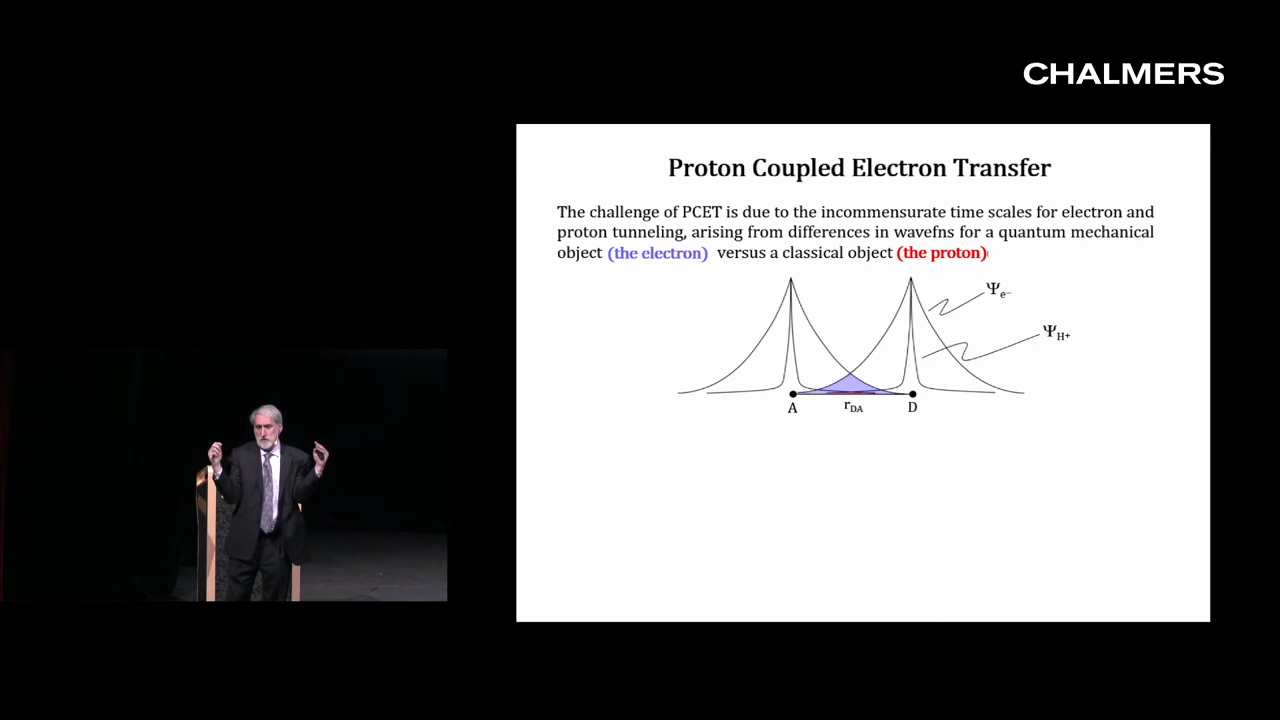 CHALMERS
Proton Coupled Electron Transfer
The challenge of PCET is due to the incommensurate time scales for electron and
proton tunneling, arising from differences in wavefns for a quantum mechanical
object (the electron) versus a classical object (the proton)
Ψe⁻
ΨH⁺
A rDA D